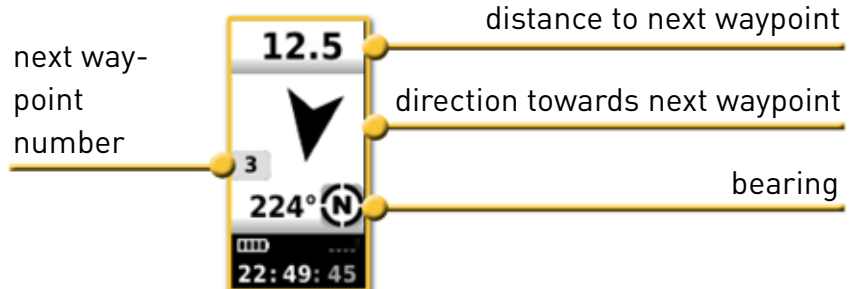 distance to next waypoint
12.5
next way-
point
number
direction towards next waypoint
3
bearing
224° N
22:49:45